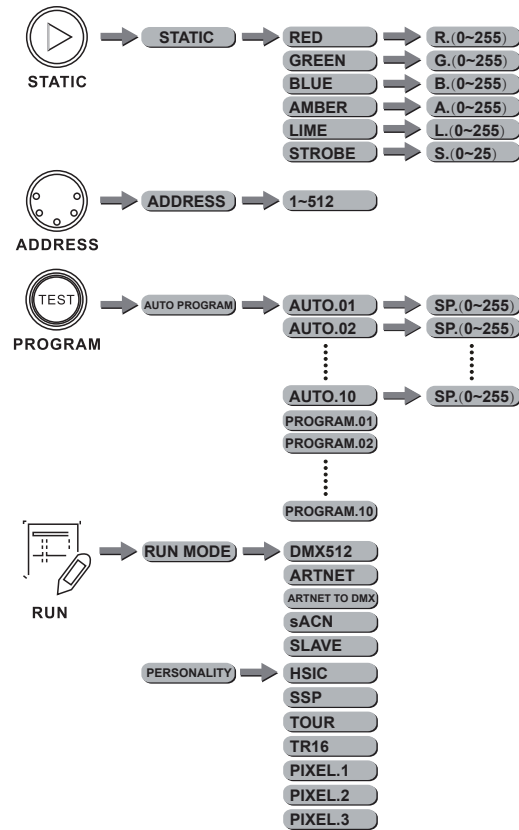 STATIC RED R.(0~255)
GREEN G.(0~255)
BLUE B.(0~255)
AMBER A.(0~255)
LIME L.(0~255)
STROBE S.(0~25)
STATIC
ADDRESS 1~512
ADDRESS
TEST AUTO PROGRAM AUTO.01 SP.(0~255)
AUTO.02 SP.(0~255)
PROGRAM
AUTO.10 SP.(0~255)
PROGRAM.01
PROGRAM.02
PROGRAM.10
RUN MODE DMX512
ARTNET
ARTNET TO DMX
sACN
SLAVE
RUN
PERSONALITY HSIC
SSP
TOUR
TR16
PIXEL.1
PIXEL.2
PIXEL.3